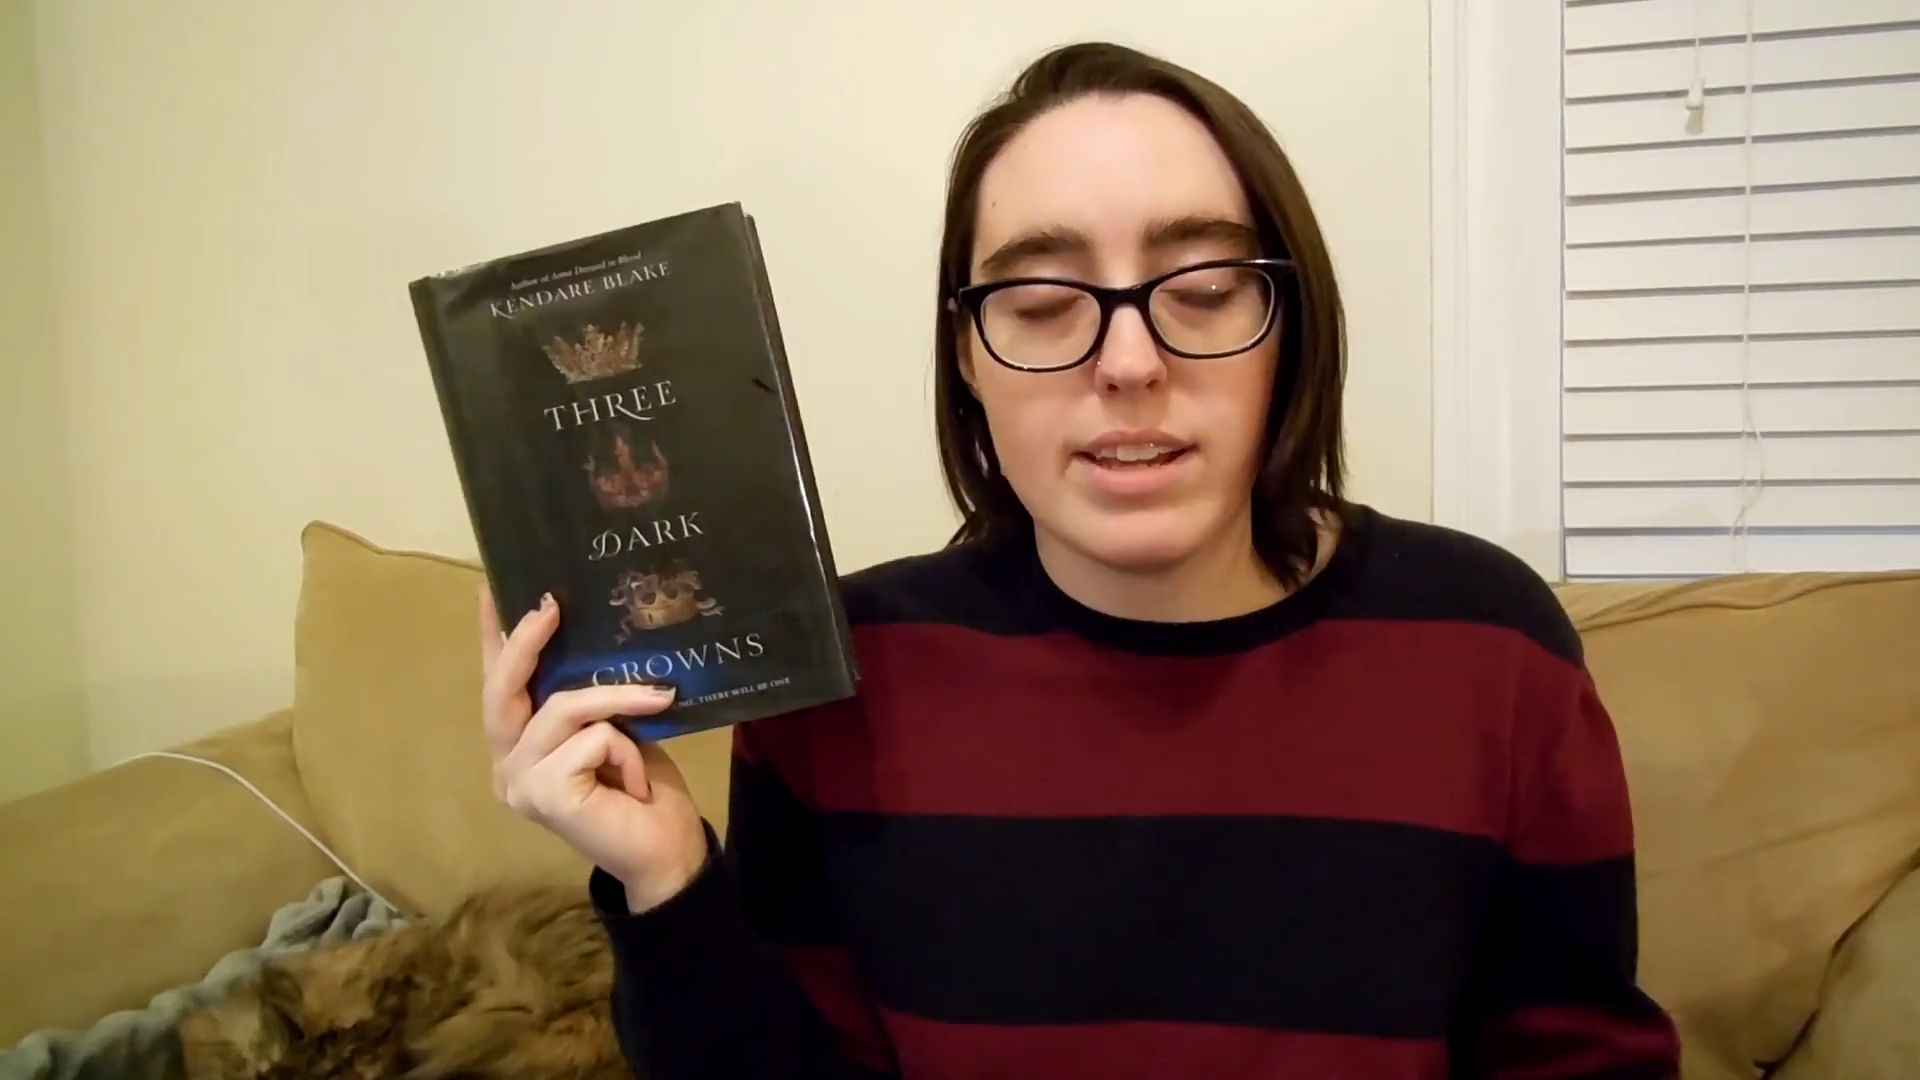 Author of Anna Dressed in Blood
KENDARE BLAKE
THREE
DARK
CROWNS
THERE WILL BE ONE